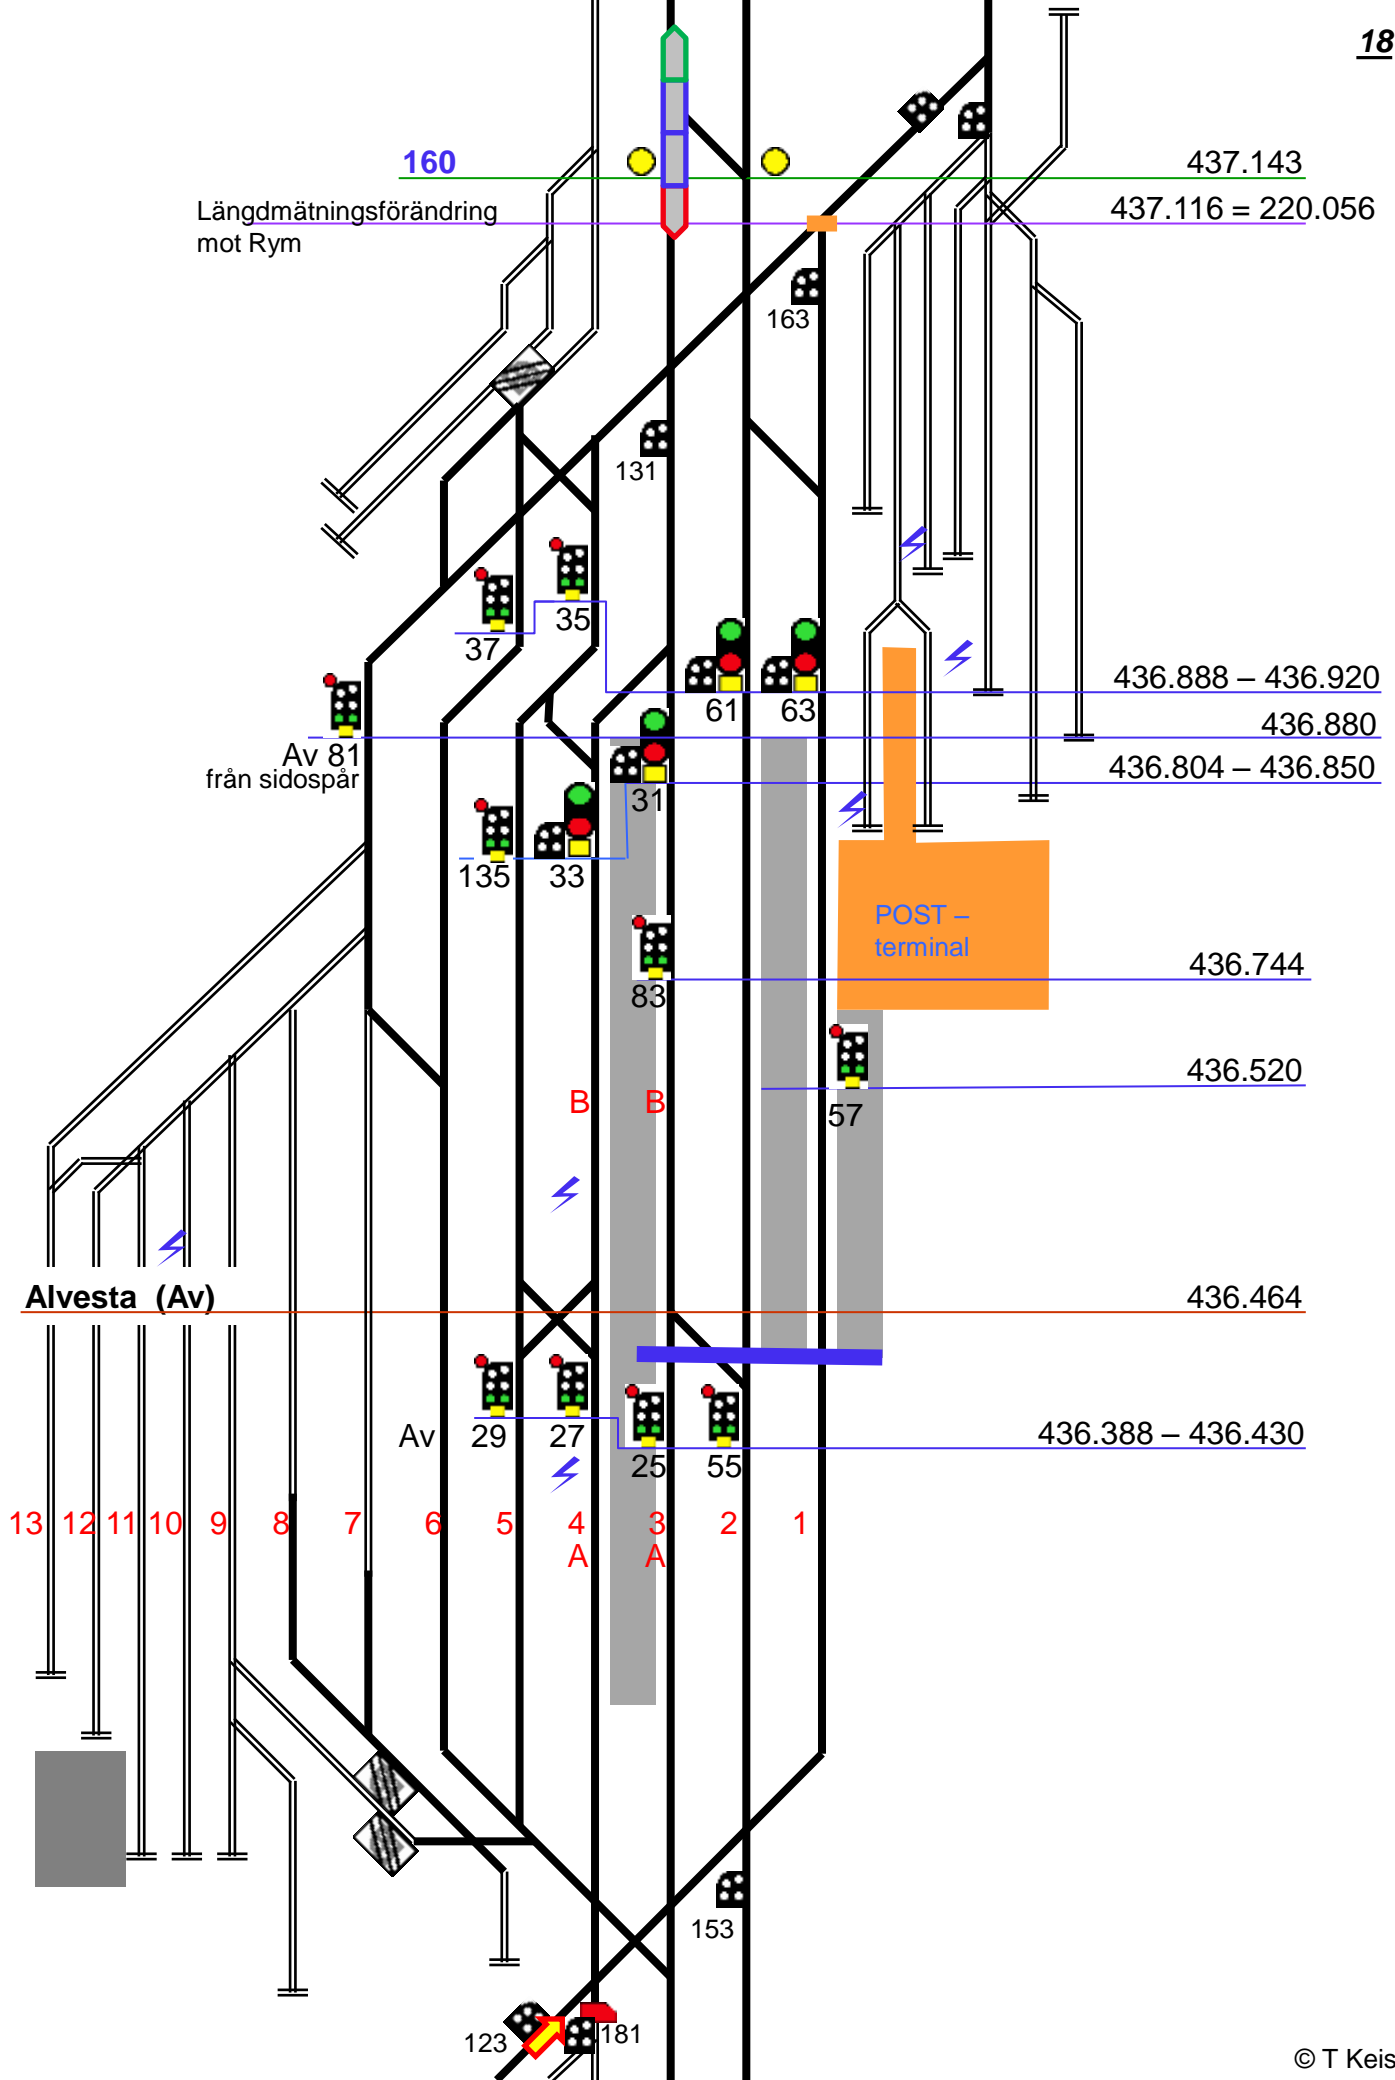 18
160
437.143
Längdmätningsförändring
mot Rym
437.116 = 220.056
163
131
35
37
61
63
436.888 – 436.920
Av 81
från sidospår
436.880
436.804 – 436.850
31
135
33
POST –
terminal
83
436.744
436.520
57
B B
Alvesta (Av)
436.464
Av 29 27 25 55
436.388 – 436.430
13 12 11 10 9 8 7 6 5 4 3 2 1
A A
153
123
181
© T Keis